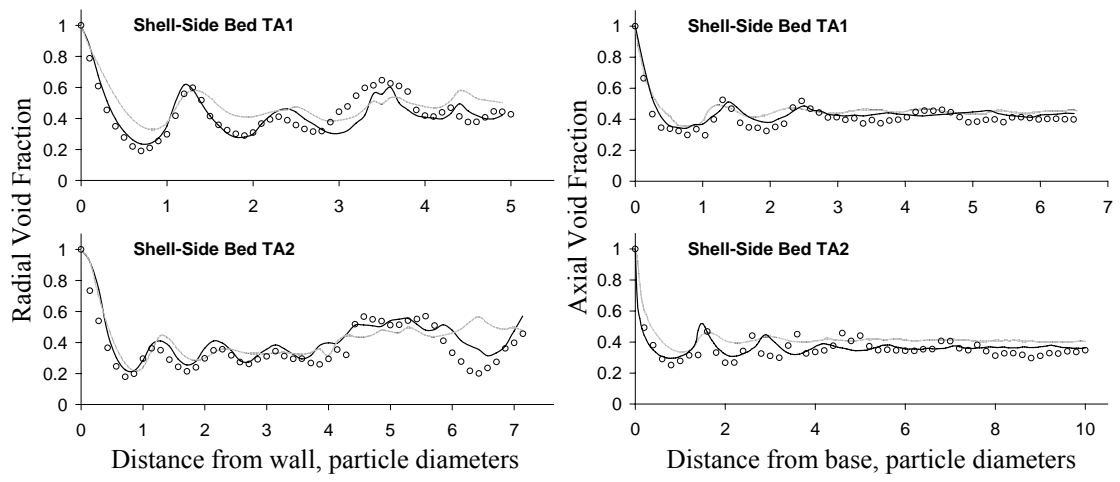 Shell-Side Bed TA1
1
0.8
0.6
0.4
0.2
0
0 1 2 3 4 5
Shell-Side Bed TA2
1
0.8
0.6
0.4
0.2
0
0 1 2 3 4 5 6 7
Radial Void Fraction
Distance from wall, particle diameters
Shell-Side Bed TA1
1
0.8
0.6
0.4
0.2
0
0 1 2 3 4 5 6 7
Shell-Side Bed TA2
1
0.8
0.6
0.4
0.2
0
0 2 4 6 8 10
Axial Void Fraction
Distance from base, particle diameters